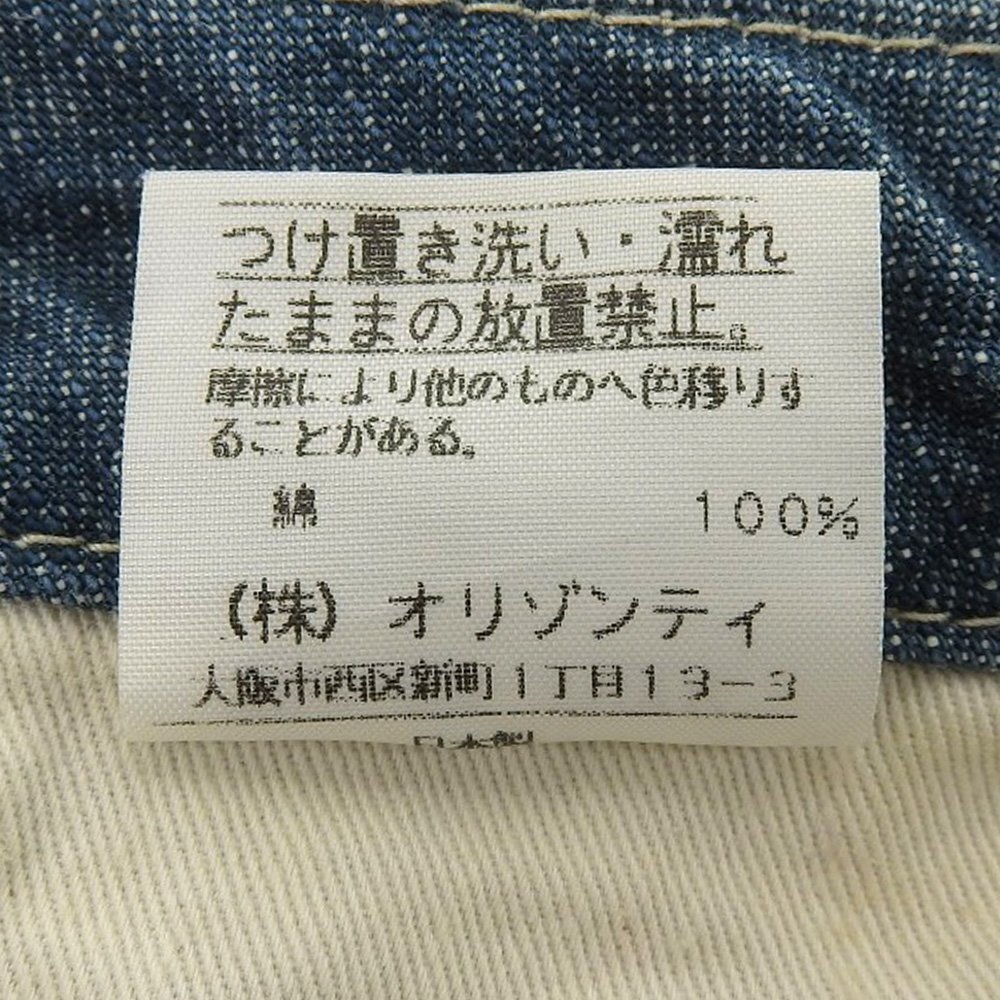 つけ置き洗い・濡れ
たままの放置禁止。
摩擦により他のものへ色移りす
ることがある。
綿 100%
(株) オリゾンティ
大阪市西区新町1丁目13-3
日本製